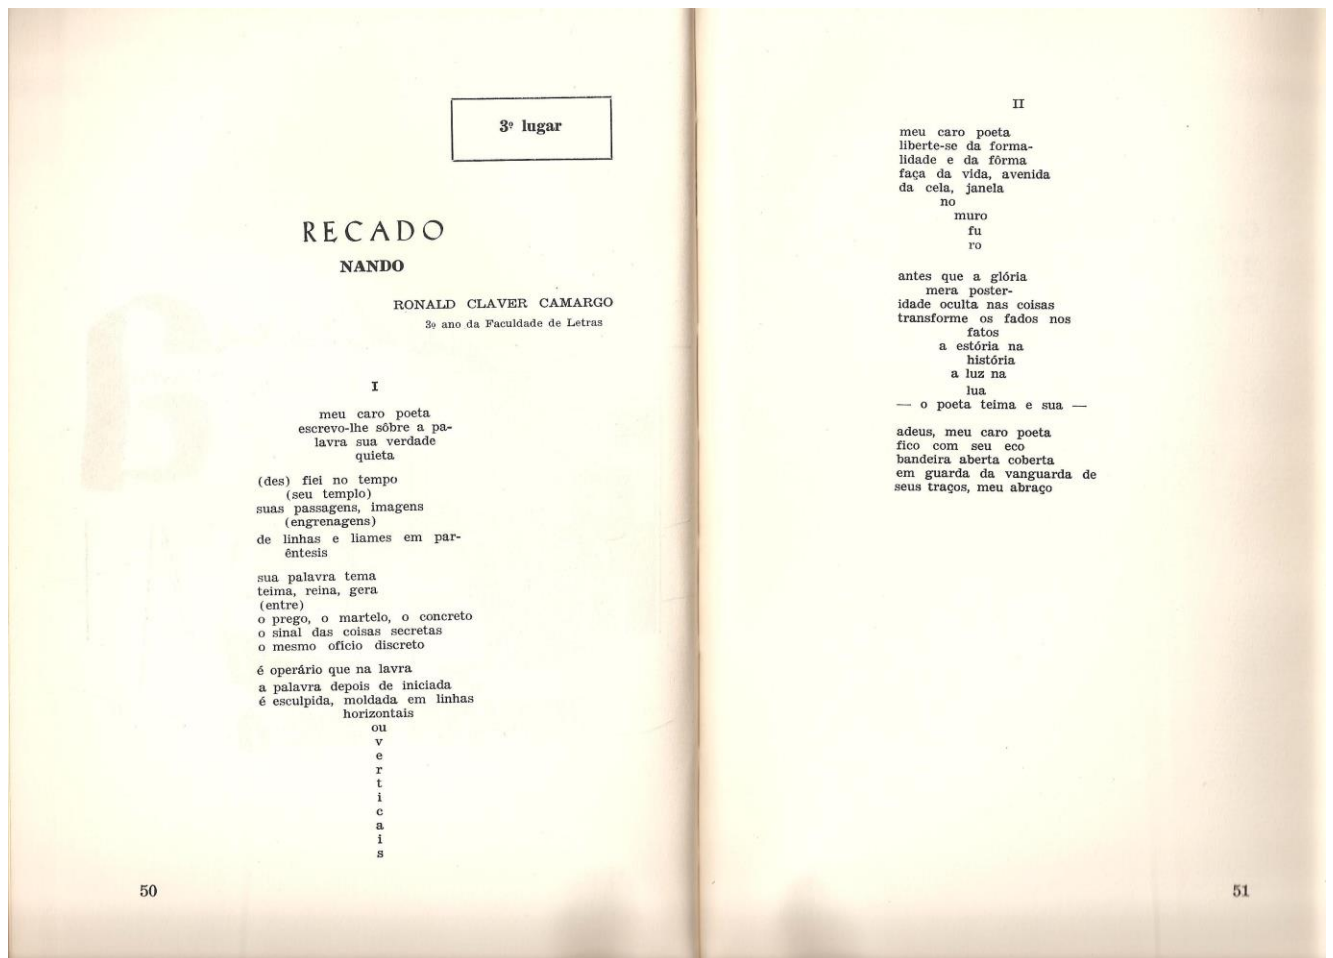 3º lugar
RECADO
NANDO
RONALD CLAVER CAMARGO
3º ano da Faculdade de Letras
I
meu caro poeta
escrevo-lhe sôbre a pa-
lavra sua verdade
quieta
(des) fiei no tempo
(seu templo)
suas passagens, imagens
(engrenagens)
de linhas e liames em par-
êntesis
sua palavra tema
teima, reina, gera
(entre)
o prego, o martelo, o concreto
o sinal das coisas secretas
o mesmo ofício discreto
é operário que na lavra
a palavra depois de iniciada
é esculpida, moldada em linhas
horizontais
ou
v
e
r
t
i
c
a
i
s
50
II
meu caro poeta
liberte-se da forma-
lidade e da fôrma
faça da vida, avenida
da cela, janela
no
muro
fu
ro
antes que a glória
mera poster-
idade oculta nas coisas
transforme os fados nos
fatos
a estória na
história
a luz na
lua
— o poeta teima e sua —
adeus, meu caro poeta
fico com seu eco
bandeira aberta coberta
em guarda da vanguarda de
seus traços, meu abraço
51